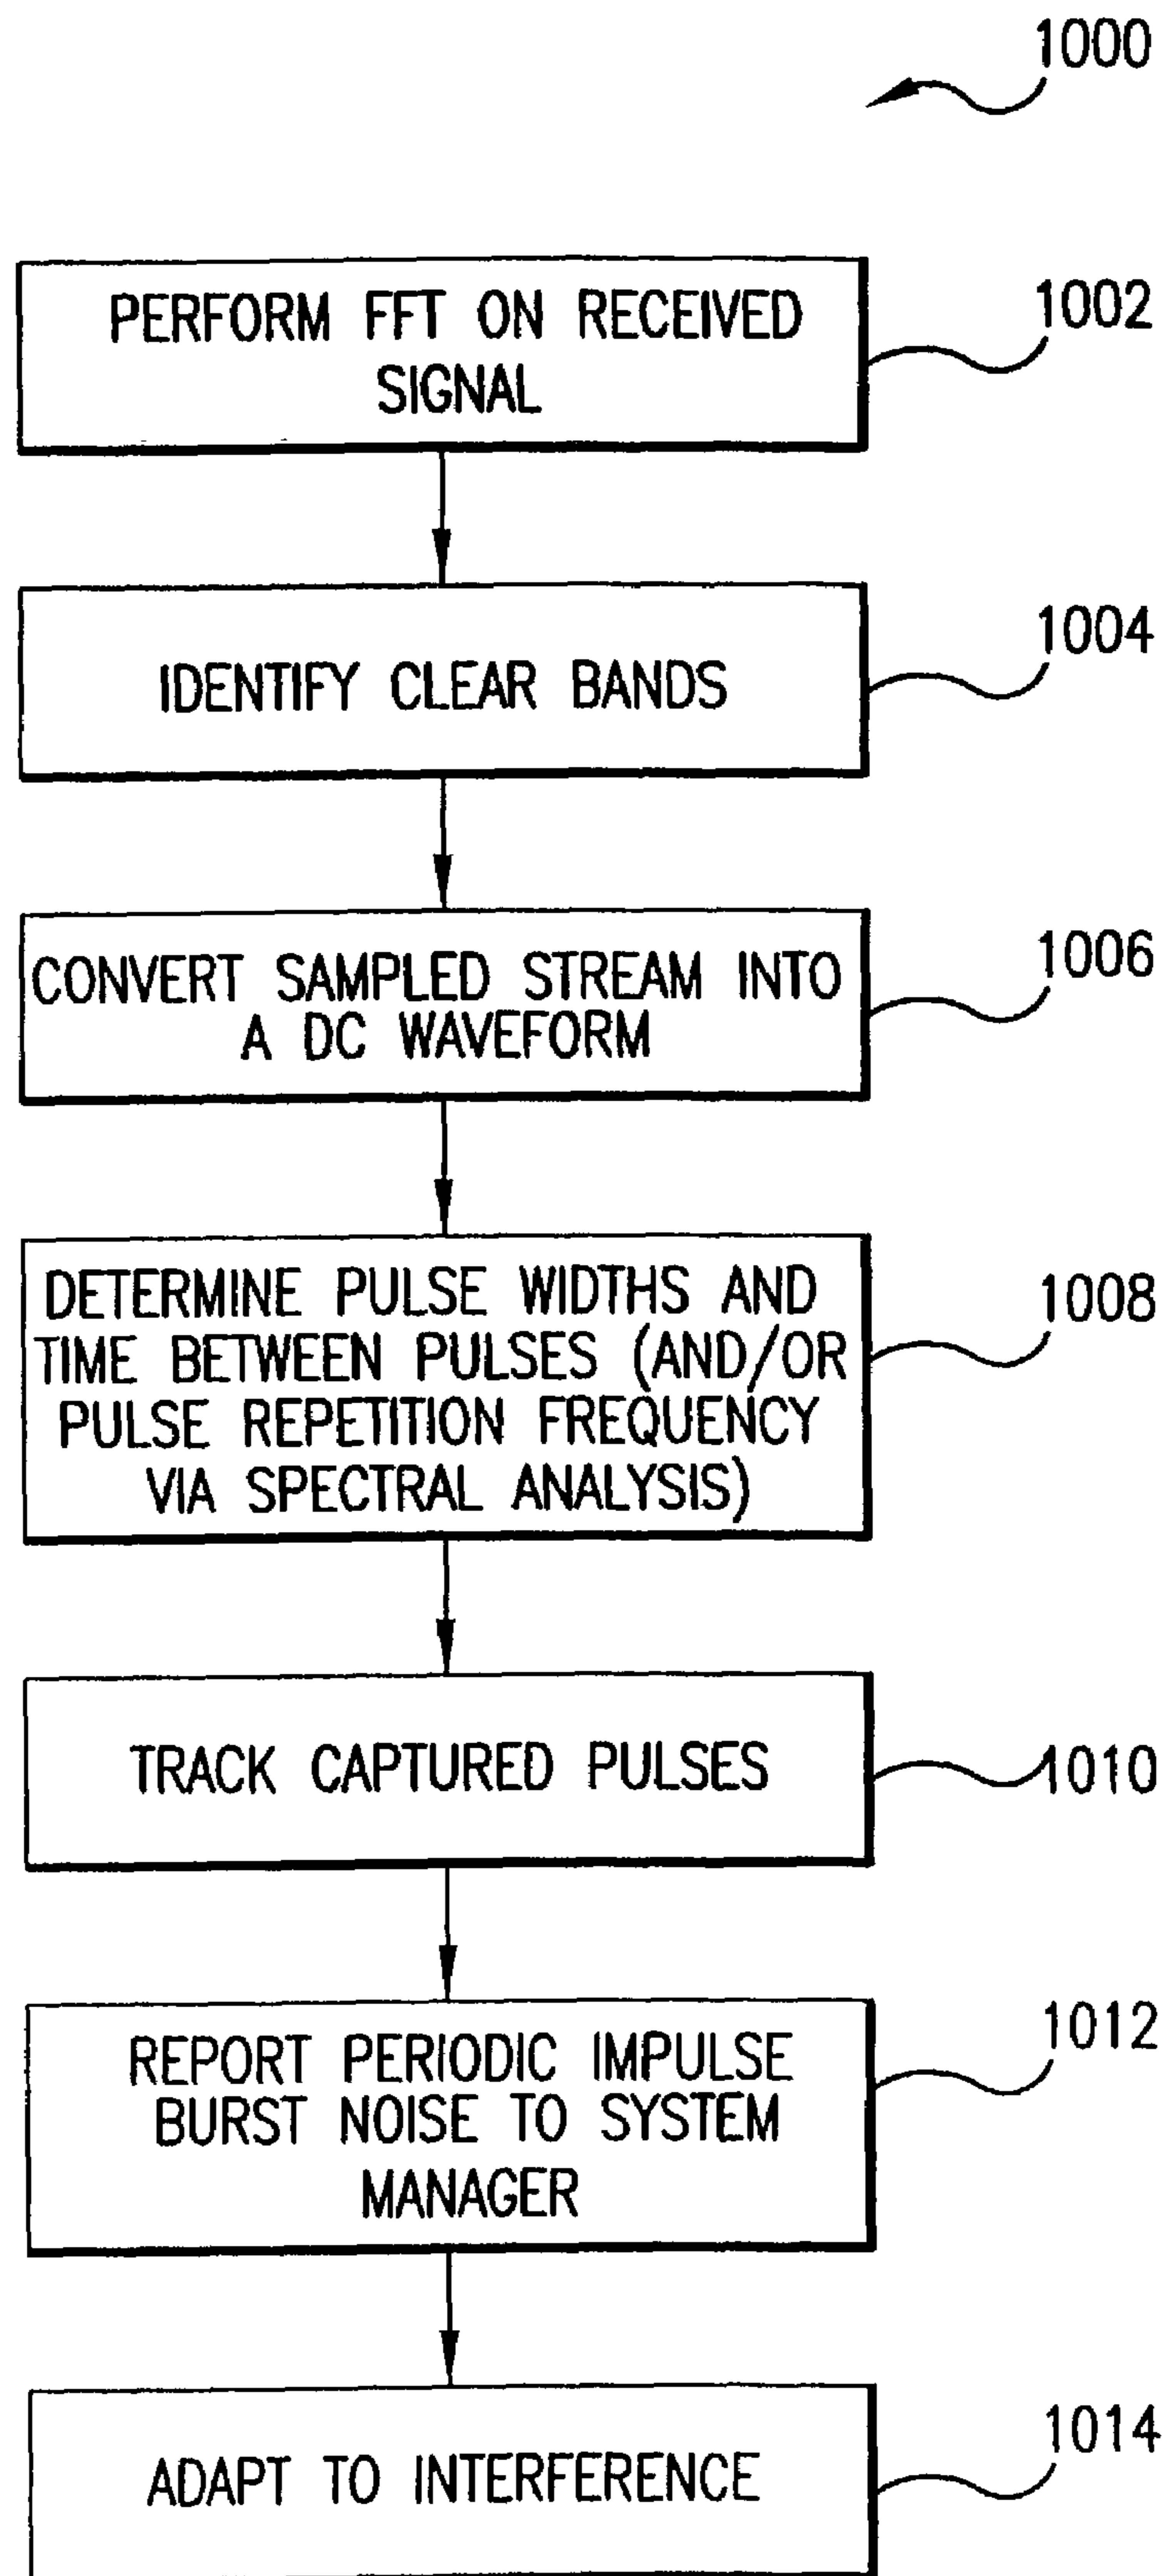 1000
PERFORM FFT ON RECEIVED
SIGNAL
1002
IDENTIFY CLEAR BANDS
1004
CONVERT SAMPLED STREAM INTO
A DC WAVEFORM
1006
DETERMINE PULSE WIDTHS AND
TIME BETWEEN PULSES (AND/OR
PULSE REPETITION FREQUENCY
VIA SPECTRAL ANALYSIS)
1008
TRACK CAPTURED PULSES
1010
REPORT PERIODIC IMPULSE
BURST NOISE TO SYSTEM
MANAGER
1012
ADAPT TO INTERFERENCE
1014